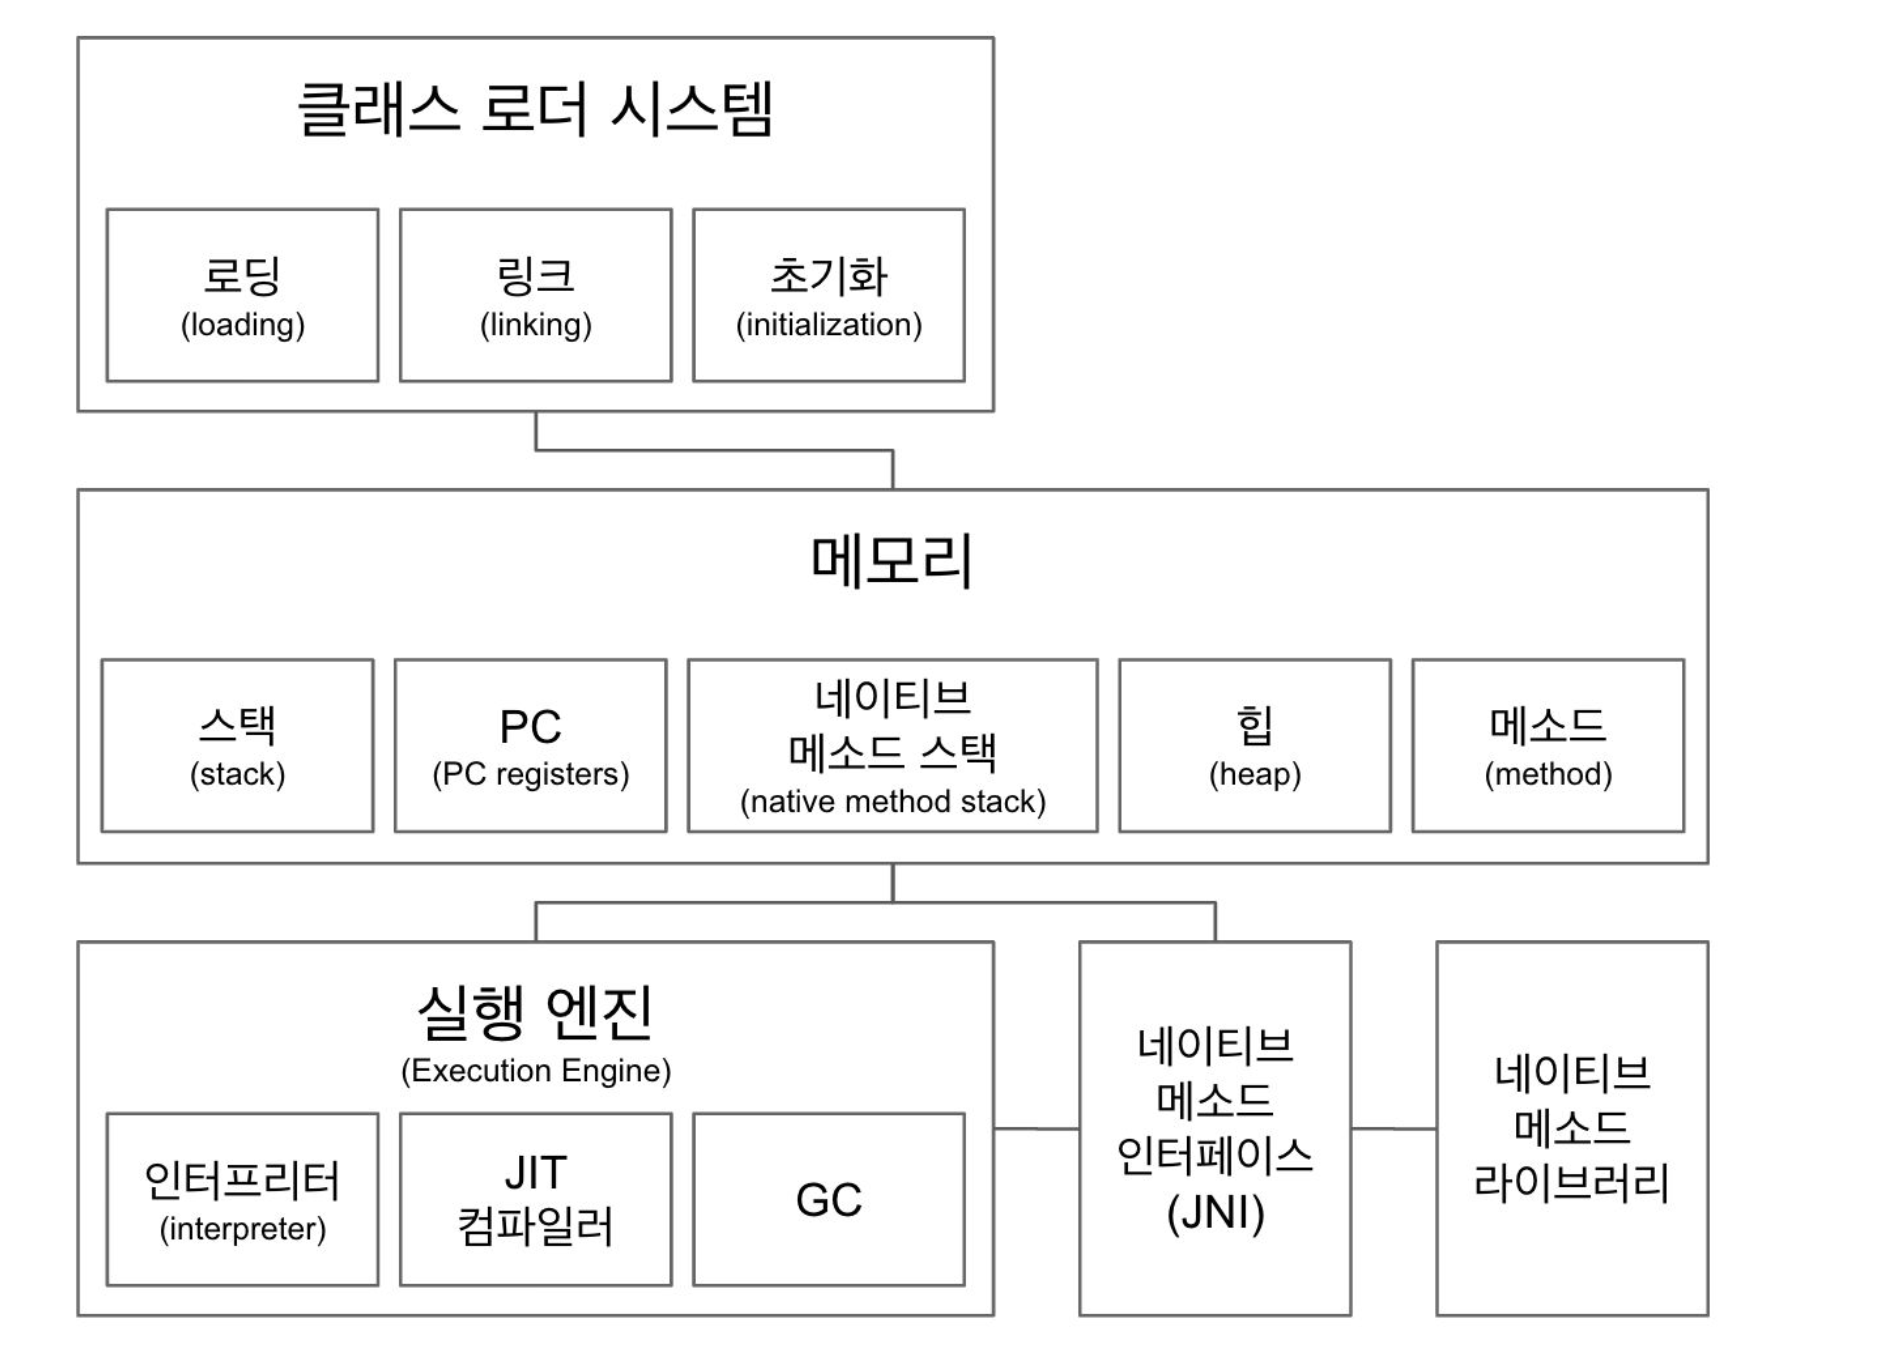 클래스 로더 시스템
로딩
(loading)
링크
(linking)
초기화
(initialization)
메모리
스택
(stack)
PC
(PC registers)
네이티브
메소드 스택
(native method stack)
힙
(heap)
메소드
(method)
실행 엔진
(Execution Engine)
인터프리터
(interpreter)
JIT
컴파일러
GC
네이티브
메소드
인터페이스
(JNI)
네이티브
메소드
라이브러리